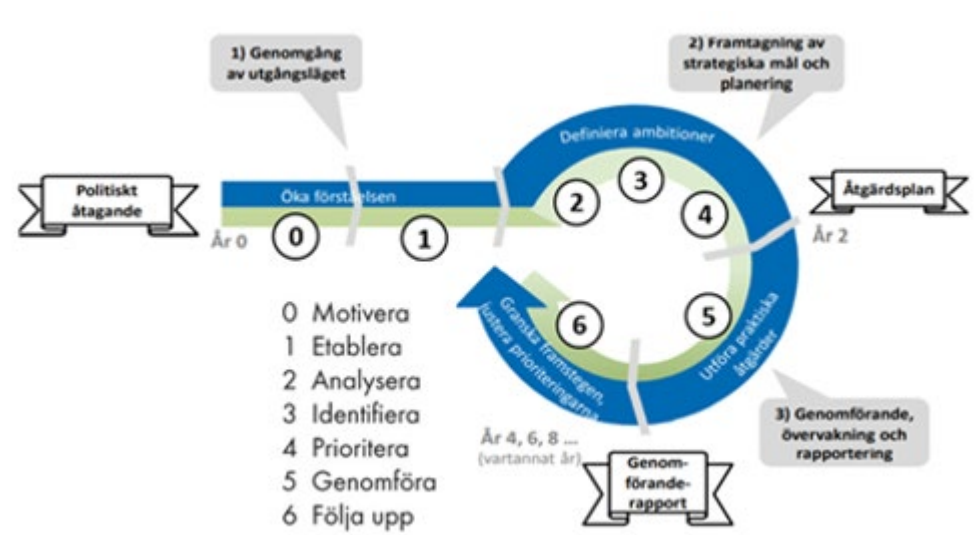 1) Genomgång
av utgångsläget
2) Framtagning av
strategiska mål och
planering
Definiera ambitioner
Politiskt
åtagande
Öka förståelsen
Åtgärdsplan
År 0
0
1
2
3
4
År 2
5
6
Utföra praktiska
åtgärder
Granska framstegen,
justera prioriteringarna
0 Motivera
1 Etablera
2 Analysera
3 Identifiera
4 Prioritera
5 Genomföra
6 Följa upp
3) Genomförande,
övervakning och
rapportering
År 4, 6, 8 ...
(vartannat år)
Genom-
förande-
rapport